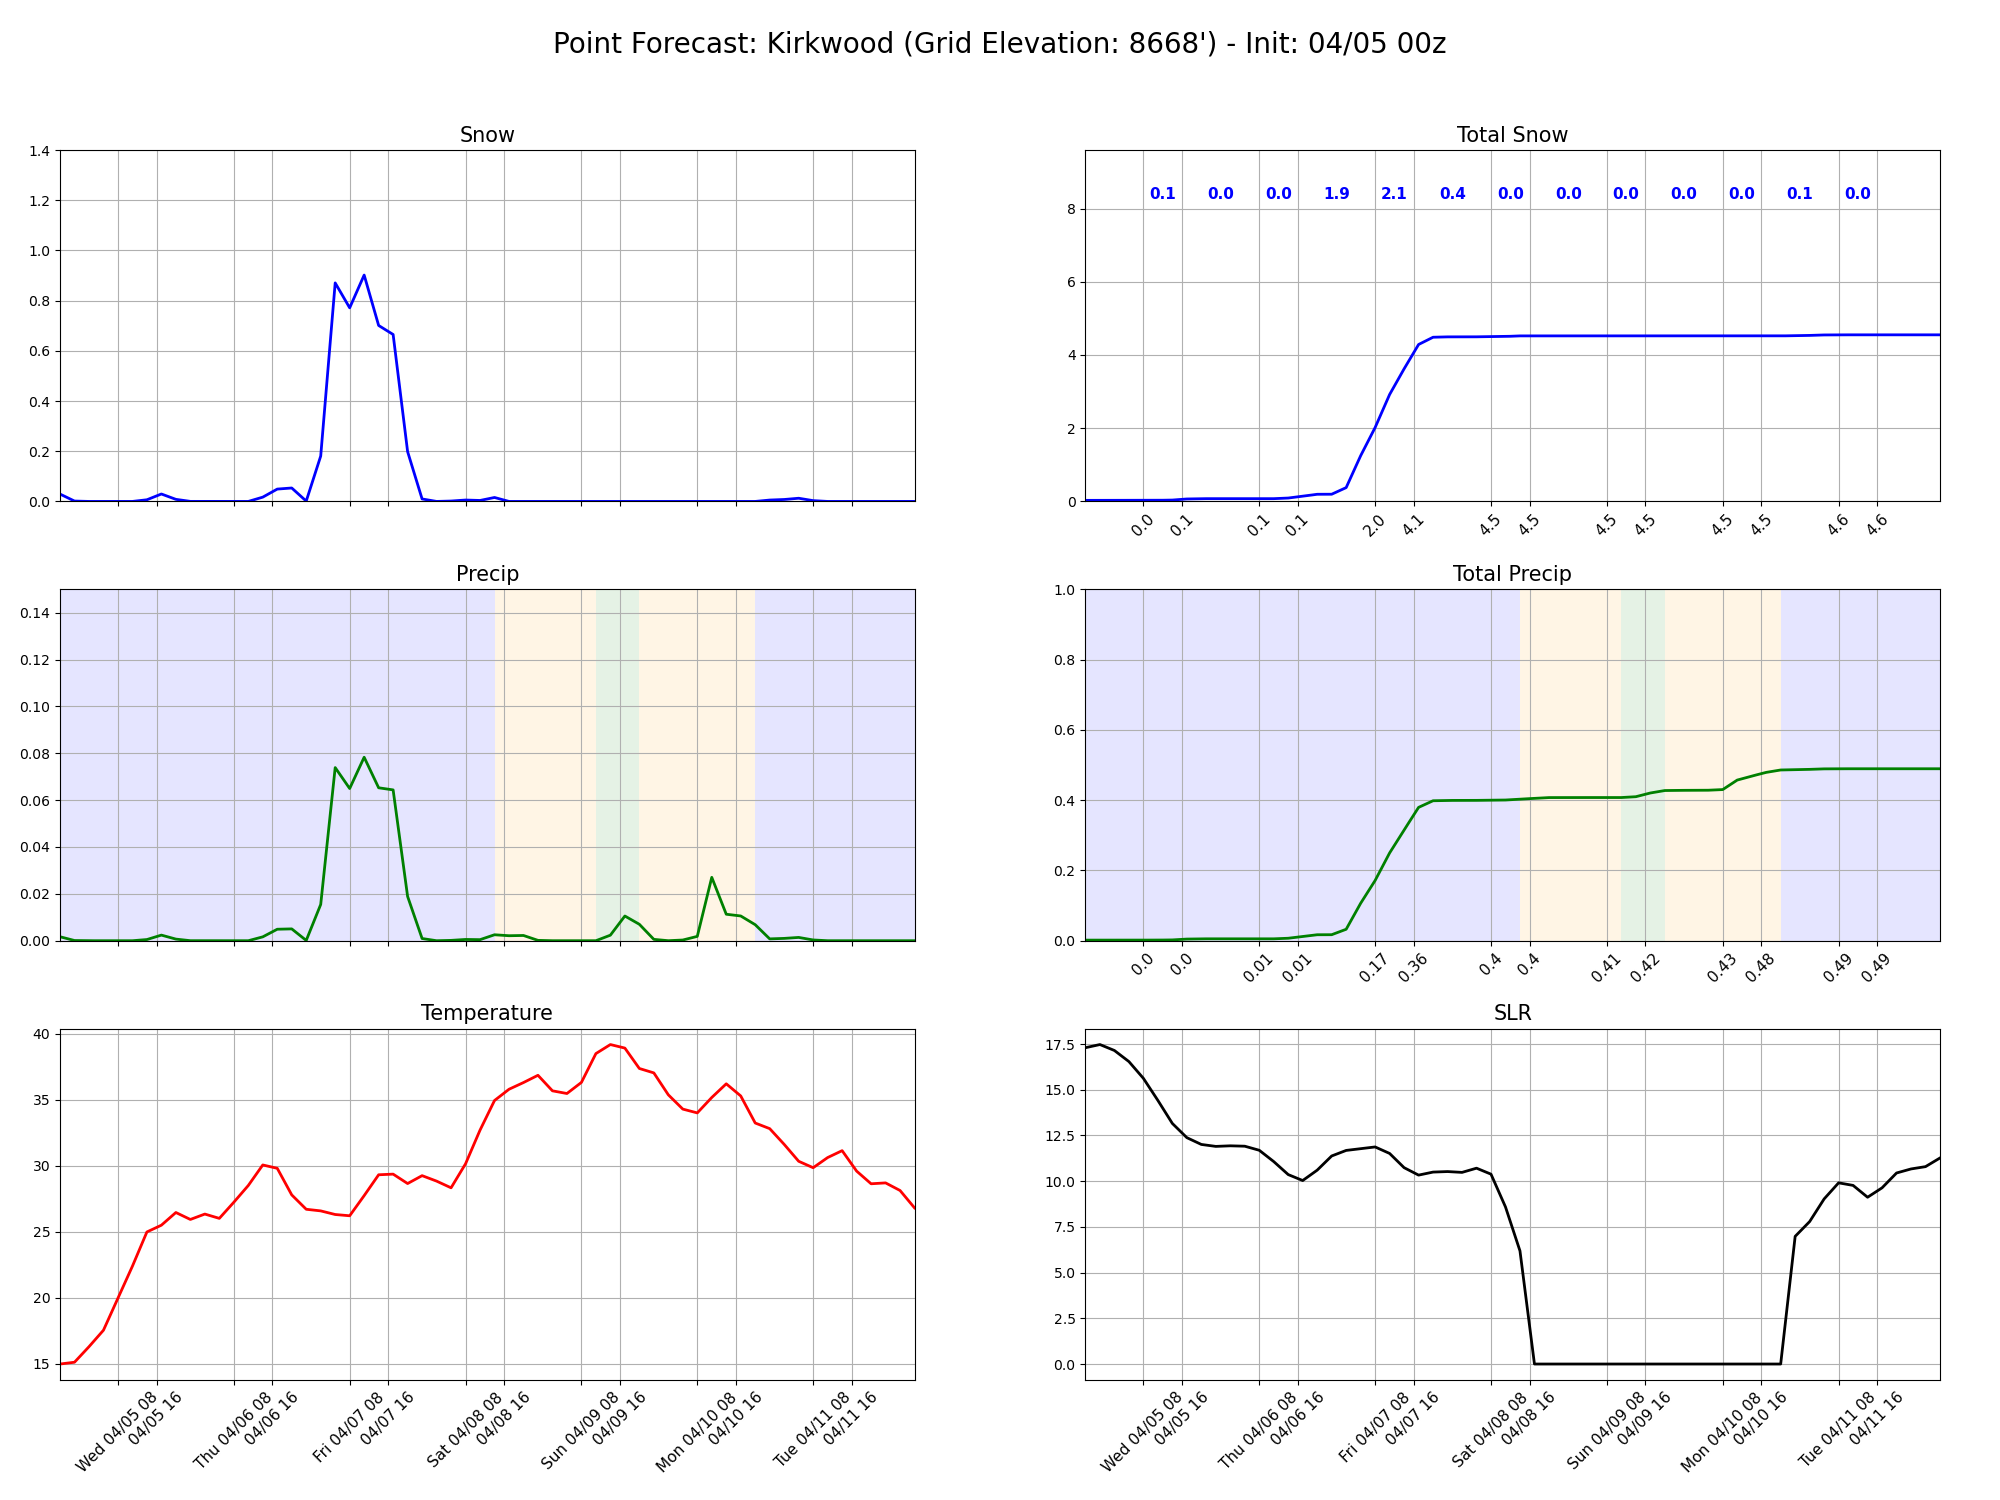 Point Forecast: Kirkwood (Grid Elevation: 8668') - Init: 04/05 00z
Snow
1.4
1.2
1.0
0.8
0.6
0.4
0.2
0.0
Total Snow
0.1 0.0 0.0 1.9 2.1 0.4 0.0 0.0 0.0 0.0 0.0 0.1 0.0
8
6
4
2
0
0.0 0.1 0.1 0.1 2.0 4.1 4.5 4.5 4.5 4.5 4.5 4.5 4.6 4.6
Precip
0.14
0.12
0.10
0.08
0.06
0.04
0.02
0.00
Total Precip
1.0
0.8
0.6
0.4
0.2
0.0
0.0 0.0 0.01 0.01 0.17 0.36 0.4 0.4 0.41 0.42 0.43 0.48 0.49 0.49
Temperature
40
35
30
25
20
15
Wed 04/05 08
04/05 16
Thu 04/06 08
04/06 16
Fri 04/07 08
04/07 16
Sat 04/08 08
04/08 16
Sun 04/09 08
04/09 16
Mon 04/10 08
04/10 16
Tue 04/11 08
04/11 16
SLR
17.5
15.0
12.5
10.0
7.5
5.0
2.5
0.0
Wed 04/05 08
04/05 16
Thu 04/06 08
04/06 16
Fri 04/07 08
04/07 16
Sat 04/08 08
04/08 16
Sun 04/09 08
04/09 16
Mon 04/10 08
04/10 16
Tue 04/11 08
04/11 16